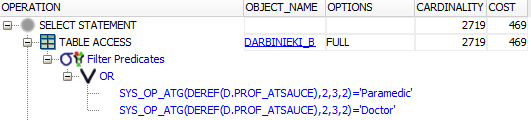 OPERATION OBJECT_NAME OPTIONS CARDINALITY COST
SELECT STATEMENT 2719 469
TABLE ACCESS DARBINIEKI_B FULL 2719 469
Filter Predicates
OR
SYS_OP_ATG(DEREF(D.PROF_ATSAUCE),2,3,2)='Paramedic'
SYS_OP_ATG(DEREF(D.PROF_ATSAUCE),2,3,2)='Doctor'